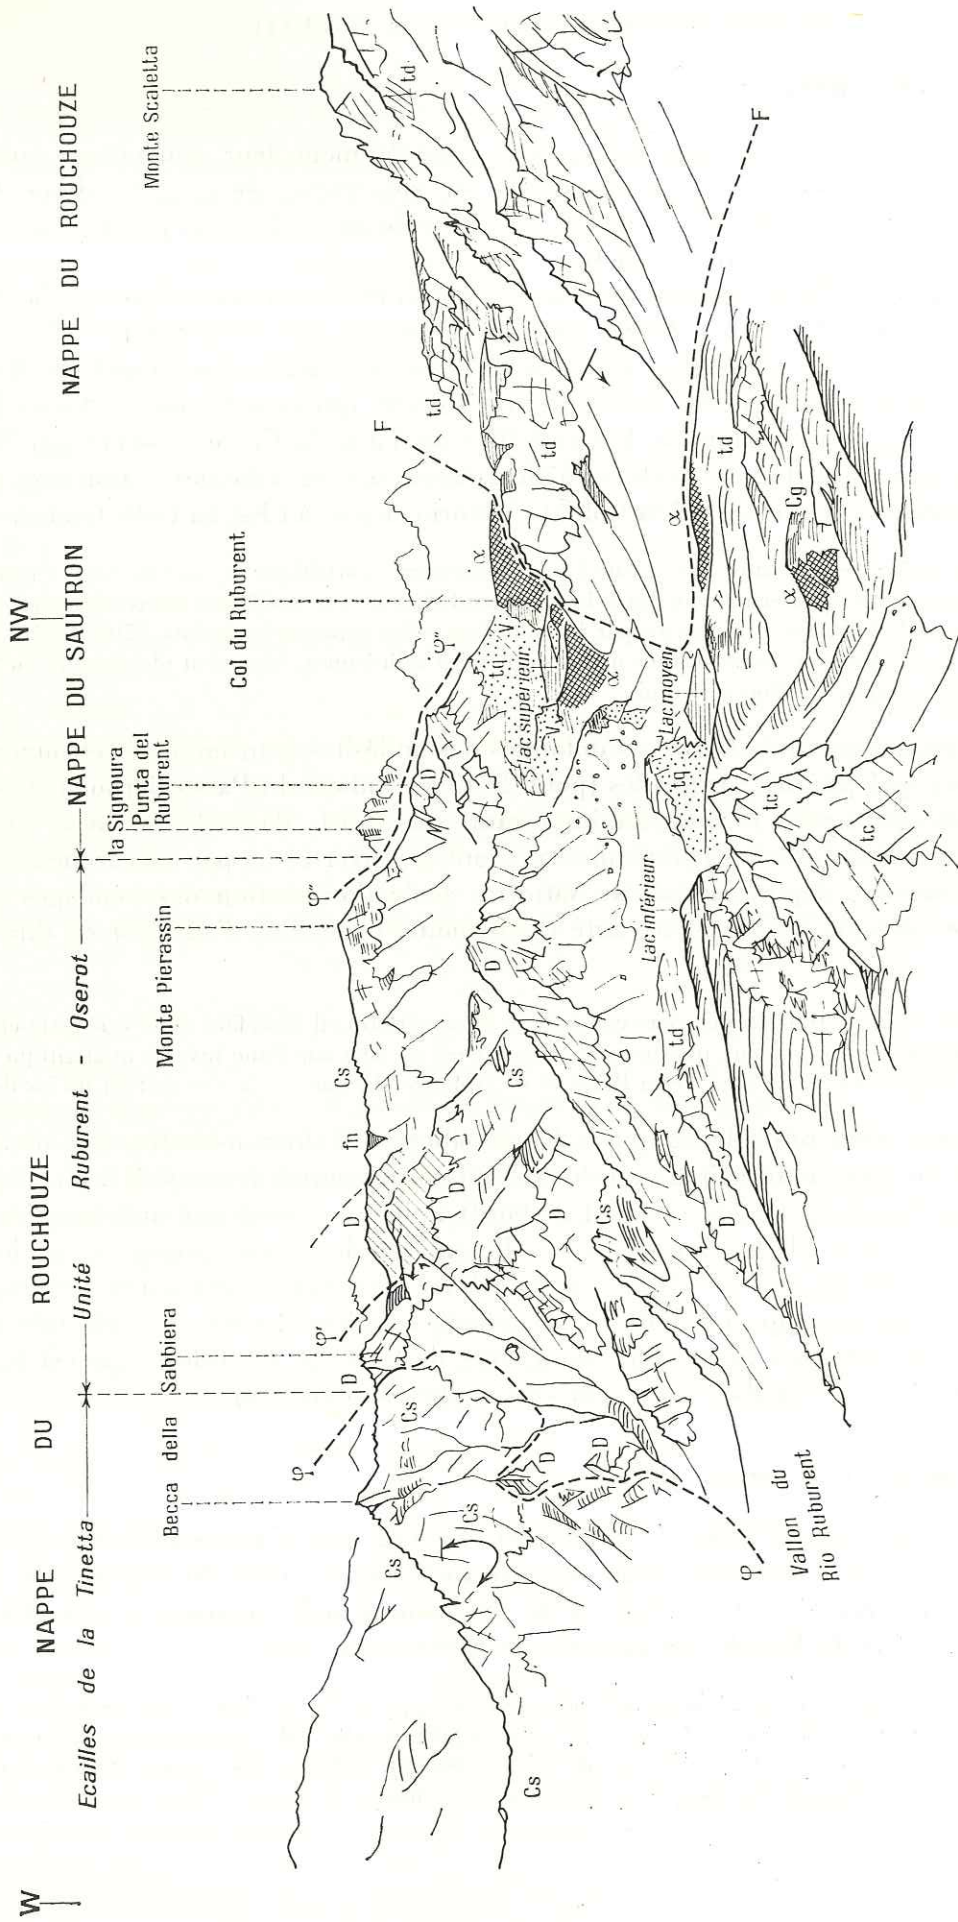 W
NW
NAPPE DU ROUCHOUZE
NAPPE DU SAUTRON
NAPPE DU ROUCHOUZE
Ecailles de la Tinetta
Unité Ruburent - Oserot
Becca della Sabbiera
Monte Pierassin
la Signoura
Punta del
Ruburent
Col du Ruburent
Monte Scaletta
φ
φ'
φ"
φ"
F
D
D
fn
Cs
D
td
td
Cs
Cs
Cs
D
D
Cs
D
tq
V
α
td
Cs
D
D
D
Cs
D
D
lac supérieur
V
α
lac moyen
tq
lac inférieur
td
D
φ
Vallon
du
Rio Ruburent
tc
tc
α
td
α
Cg
F